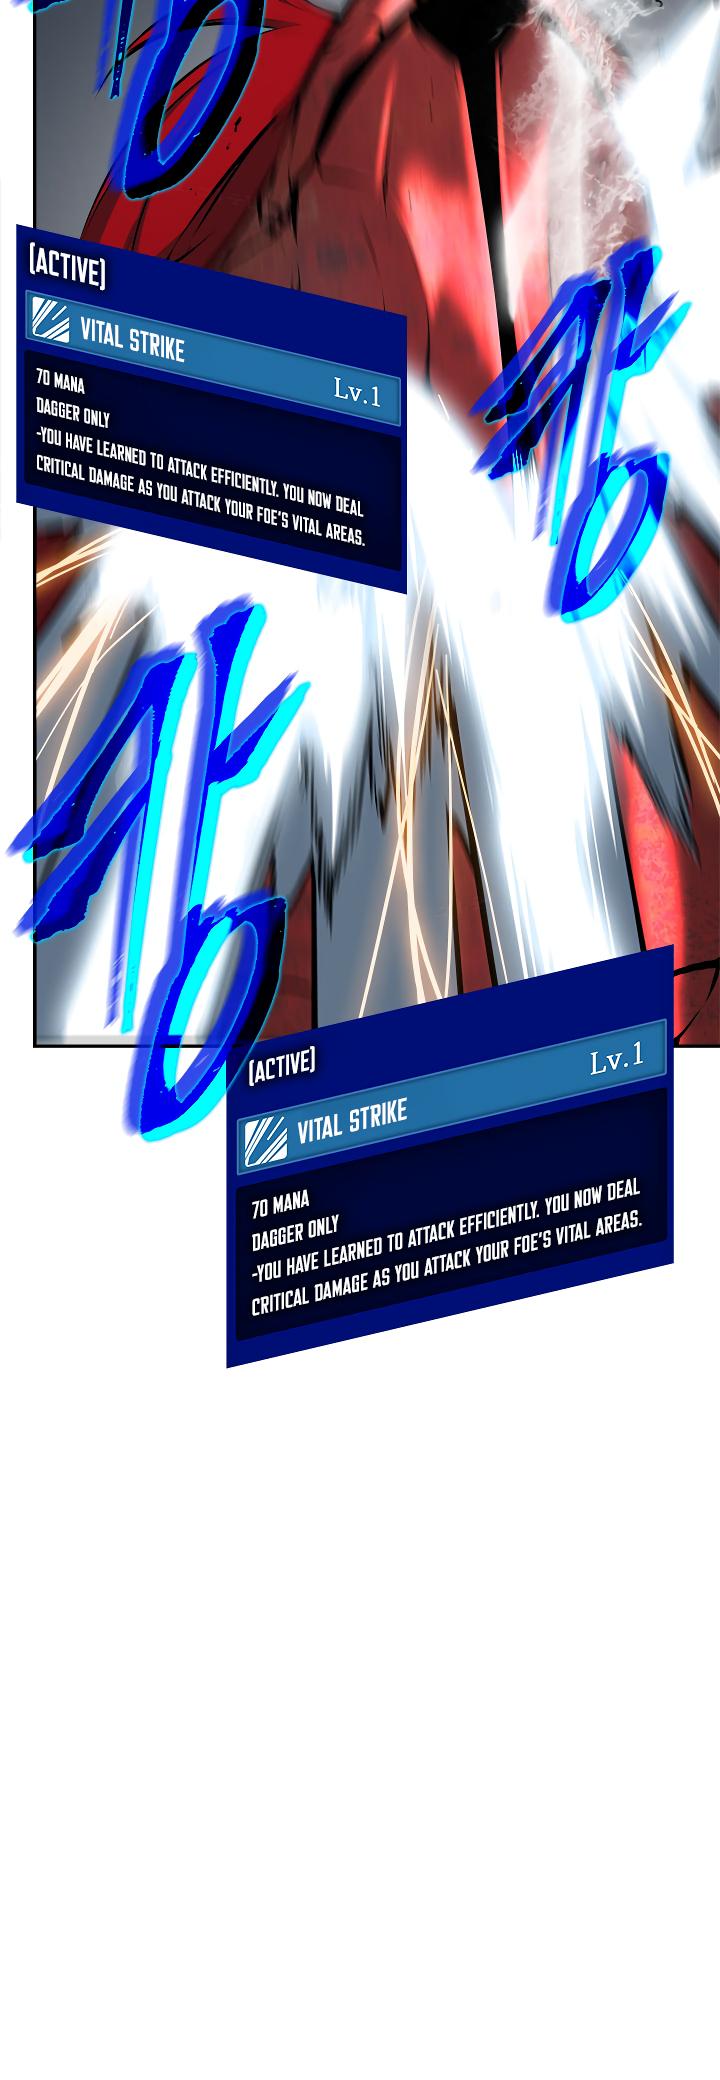 [ACTIVE]
VITAL STRIKE
Lv.1
70 MANA
DAGGER ONLY
-YOU HAVE LEARNED TO ATTACK EFFICIENTLY. YOU NOW DEAL
CRITICAL DAMAGE AS YOU ATTACK YOUR FOE'S VITAL AREAS.
캉
캉
[ACTIVE]
Lv.1
VITAL STRIKE
70 MANA
DAGGER ONLY
-YOU HAVE LEARNED TO ATTACK EFFICIENTLY. YOU NOW DEAL
CRITICAL DAMAGE AS YOU ATTACK YOUR FOE'S VITAL AREAS.